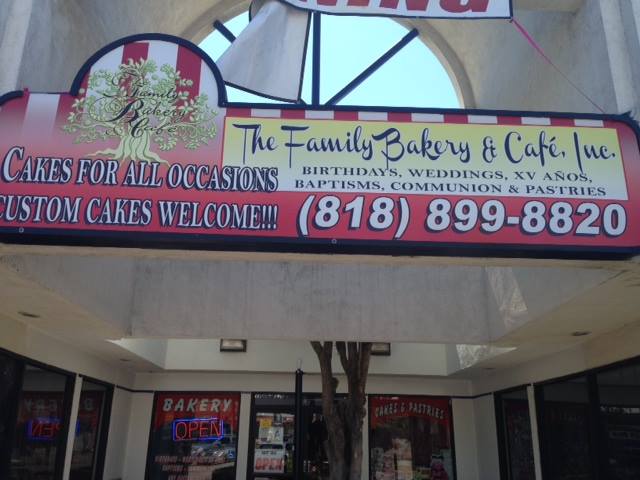 Family
Bakery
& Café
The Family Bakery & Café, Inc.
BIRTHDAYS, WEDDINGS, XV AÑOS,
BAPTISMS, COMMUNION & PASTRIES
CAKES FOR ALL OCCASIONS
CUSTOM CAKES WELCOME!!!
(818) 899-8820
BAKERY
OPEN
OPEN
CAKES & PASTRIES